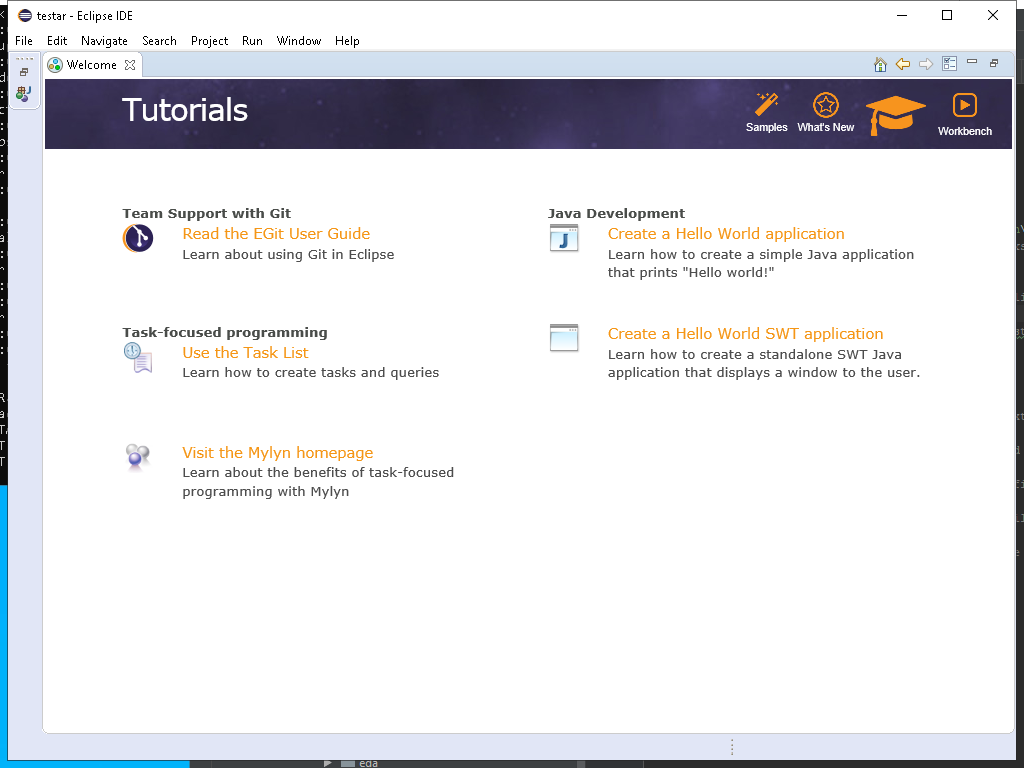 testar - Eclipse IDE
File Edit Navigate Search Project Run Window Help
Welcome
Tutorials
Samples What's New Workbench
Team Support with Git
Read the EGit User Guide
Learn about using Git in Eclipse
Task-focused programming
Use the Task List
Learn how to create tasks and queries
Visit the Mylyn homepage
Learn about the benefits of task-focused
programming with Mylyn
Java Development
Create a Hello World application
Learn how to create a simple Java application
that prints "Hello world!"
Create a Hello World SWT application
Learn how to create a standalone SWT Java
application that displays a window to the user.
eda